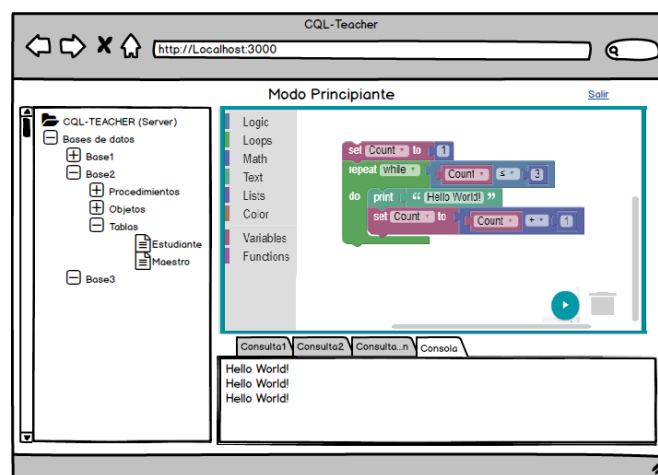 CQL-Teacher
http://Localhost:3000
Modo Principiante
Salir
CQL-TEACHER (Server)
Bases de datos
Base1
Base2
Procedimientos
Objetos
Tablas
Estudiante
Maestro
Base3
Logic
Loops
Math
Text
Lists
Color
Variables
Functions
set Count to 1
repeat while Count ≤ 3
do print “ Hello World! ”
set Count to Count + 1
Consulta1 Consulta2 Consulta..n Consola
Hello World!
Hello World!
Hello World!